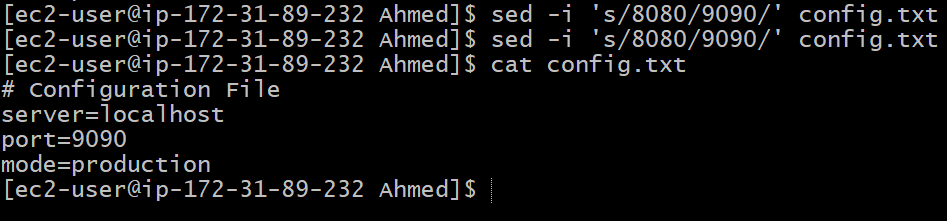 [ec2-user@ip-172-31-89-232 Ahmed]$ sed -i 's/8080/9090/' config.txt
[ec2-user@ip-172-31-89-232 Ahmed]$ sed -i 's/8080/9090/' config.txt
[ec2-user@ip-172-31-89-232 Ahmed]$ cat config.txt
# Configuration File
server=localhost
port=9090
mode=production
[ec2-user@ip-172-31-89-232 Ahmed]$